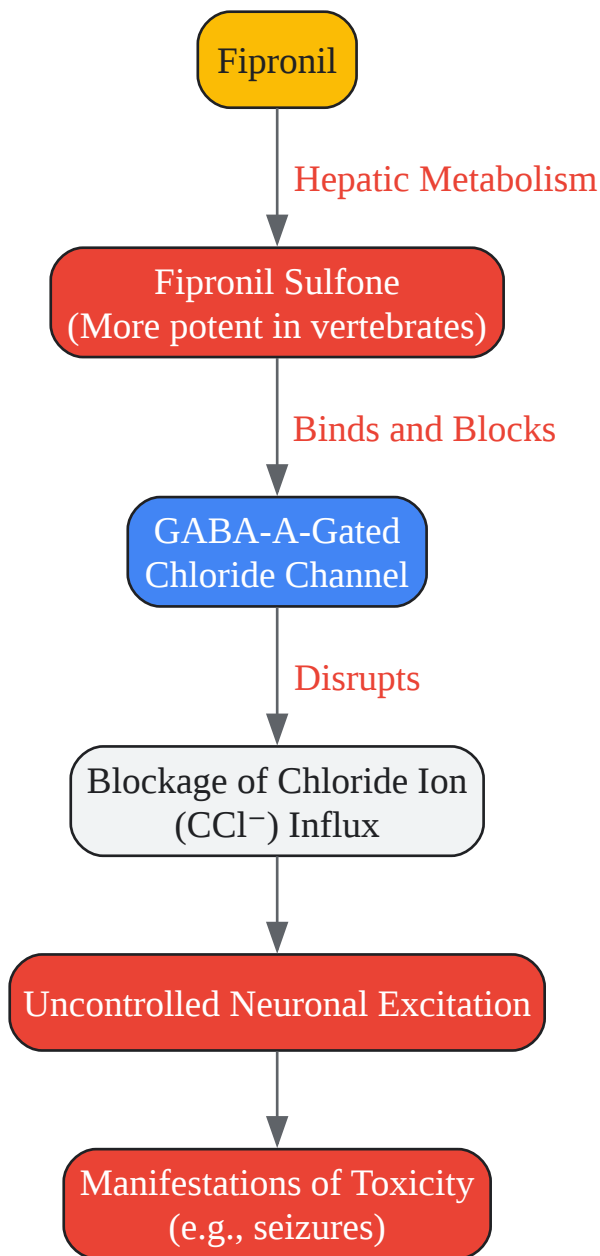 Fipronil
Hepatic Metabolism
Fipronil Sulfone
(More potent in vertebrates)
Binds and Blocks
GABA-A-Gated
Chloride Channel
Disrupts
Blockage of Chloride Ion
(CCl⁻) Influx
Uncontrolled Neuronal Excitation
Manifestations of Toxicity
(e.g., seizures)